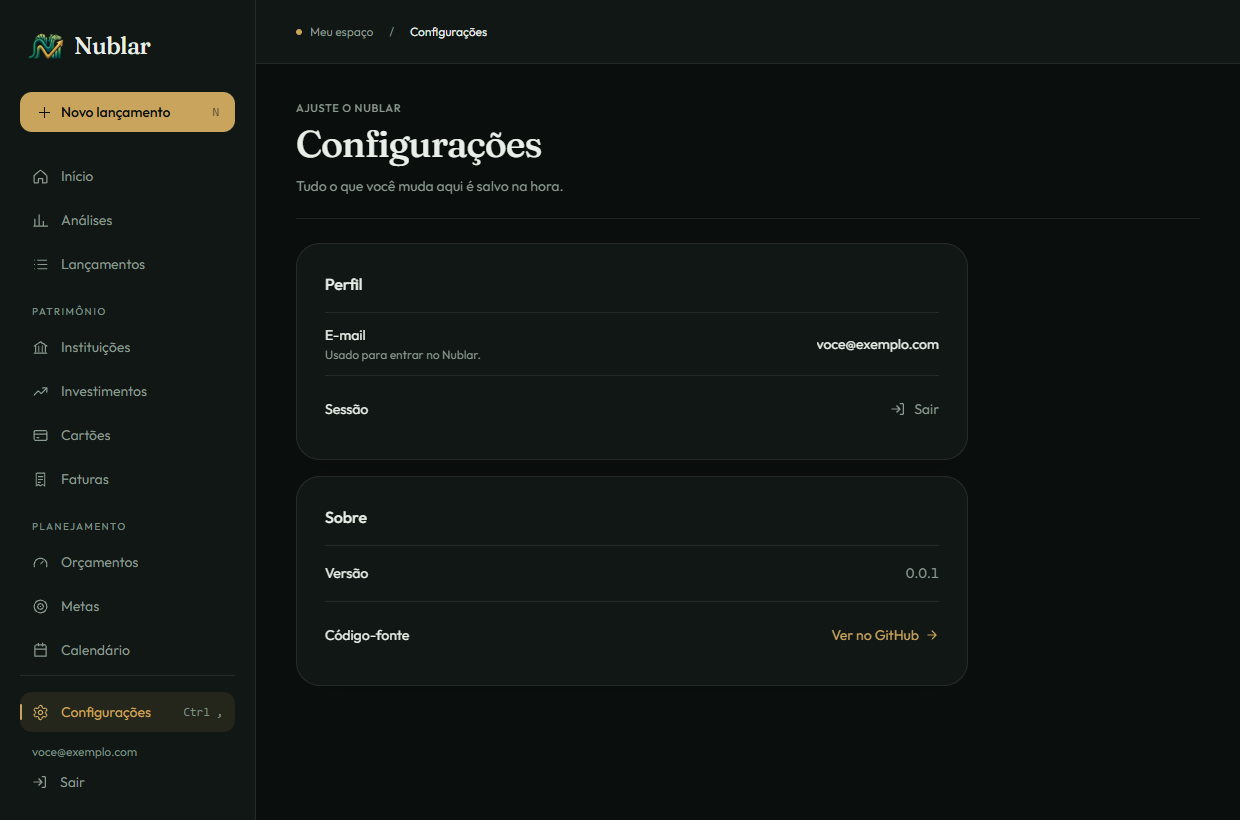 Nublar
Novo lançamento N
Início
Análises
Lançamentos
PATRIMÔNIO
Instituições
Investimentos
Cartões
Faturas
PLANEJAMENTO
Orçamentos
Metas
Calendário
Configurações Ctrl ,
voce@exemplo.com
Sair
Meu espaço / Configurações
AJUSTE O NUBLAR
Configurações
Tudo o que você muda aqui é salvo na hora.
Perfil
E-mail
Usado para entrar no Nublar.
voce@exemplo.com
Sessão
Sair
Sobre
Versão
0.0.1
Código-fonte
Ver no GitHub →